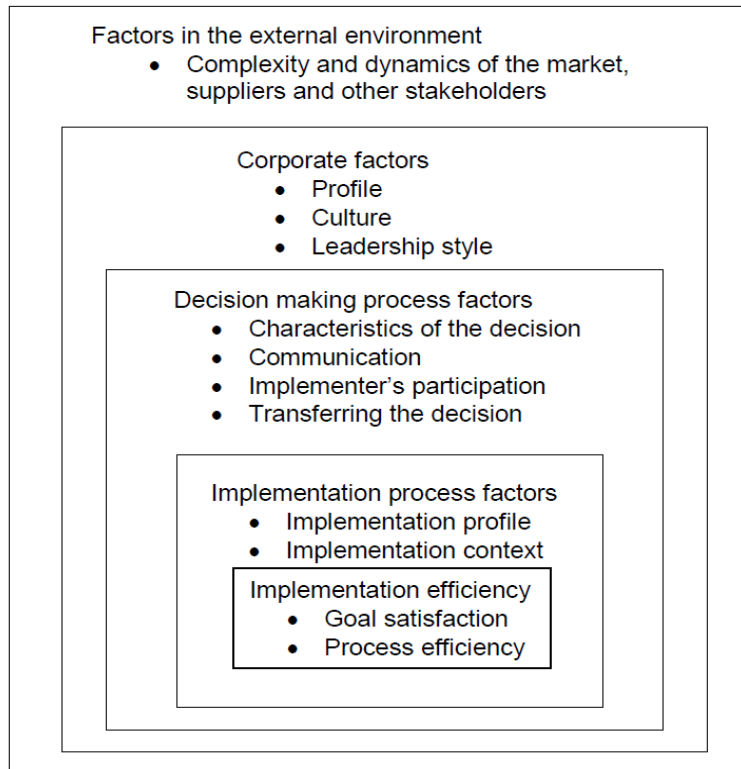 Factors in the external environment
• Complexity and dynamics of the market,
suppliers and other stakeholders
Corporate factors
• Profile
• Culture
• Leadership style
Decision making process factors
• Characteristics of the decision
• Communication
• Implementer’s participation
• Transferring the decision
Implementation process factors
• Implementation profile
• Implementation context
Implementation efficiency
• Goal satisfaction
• Process efficiency